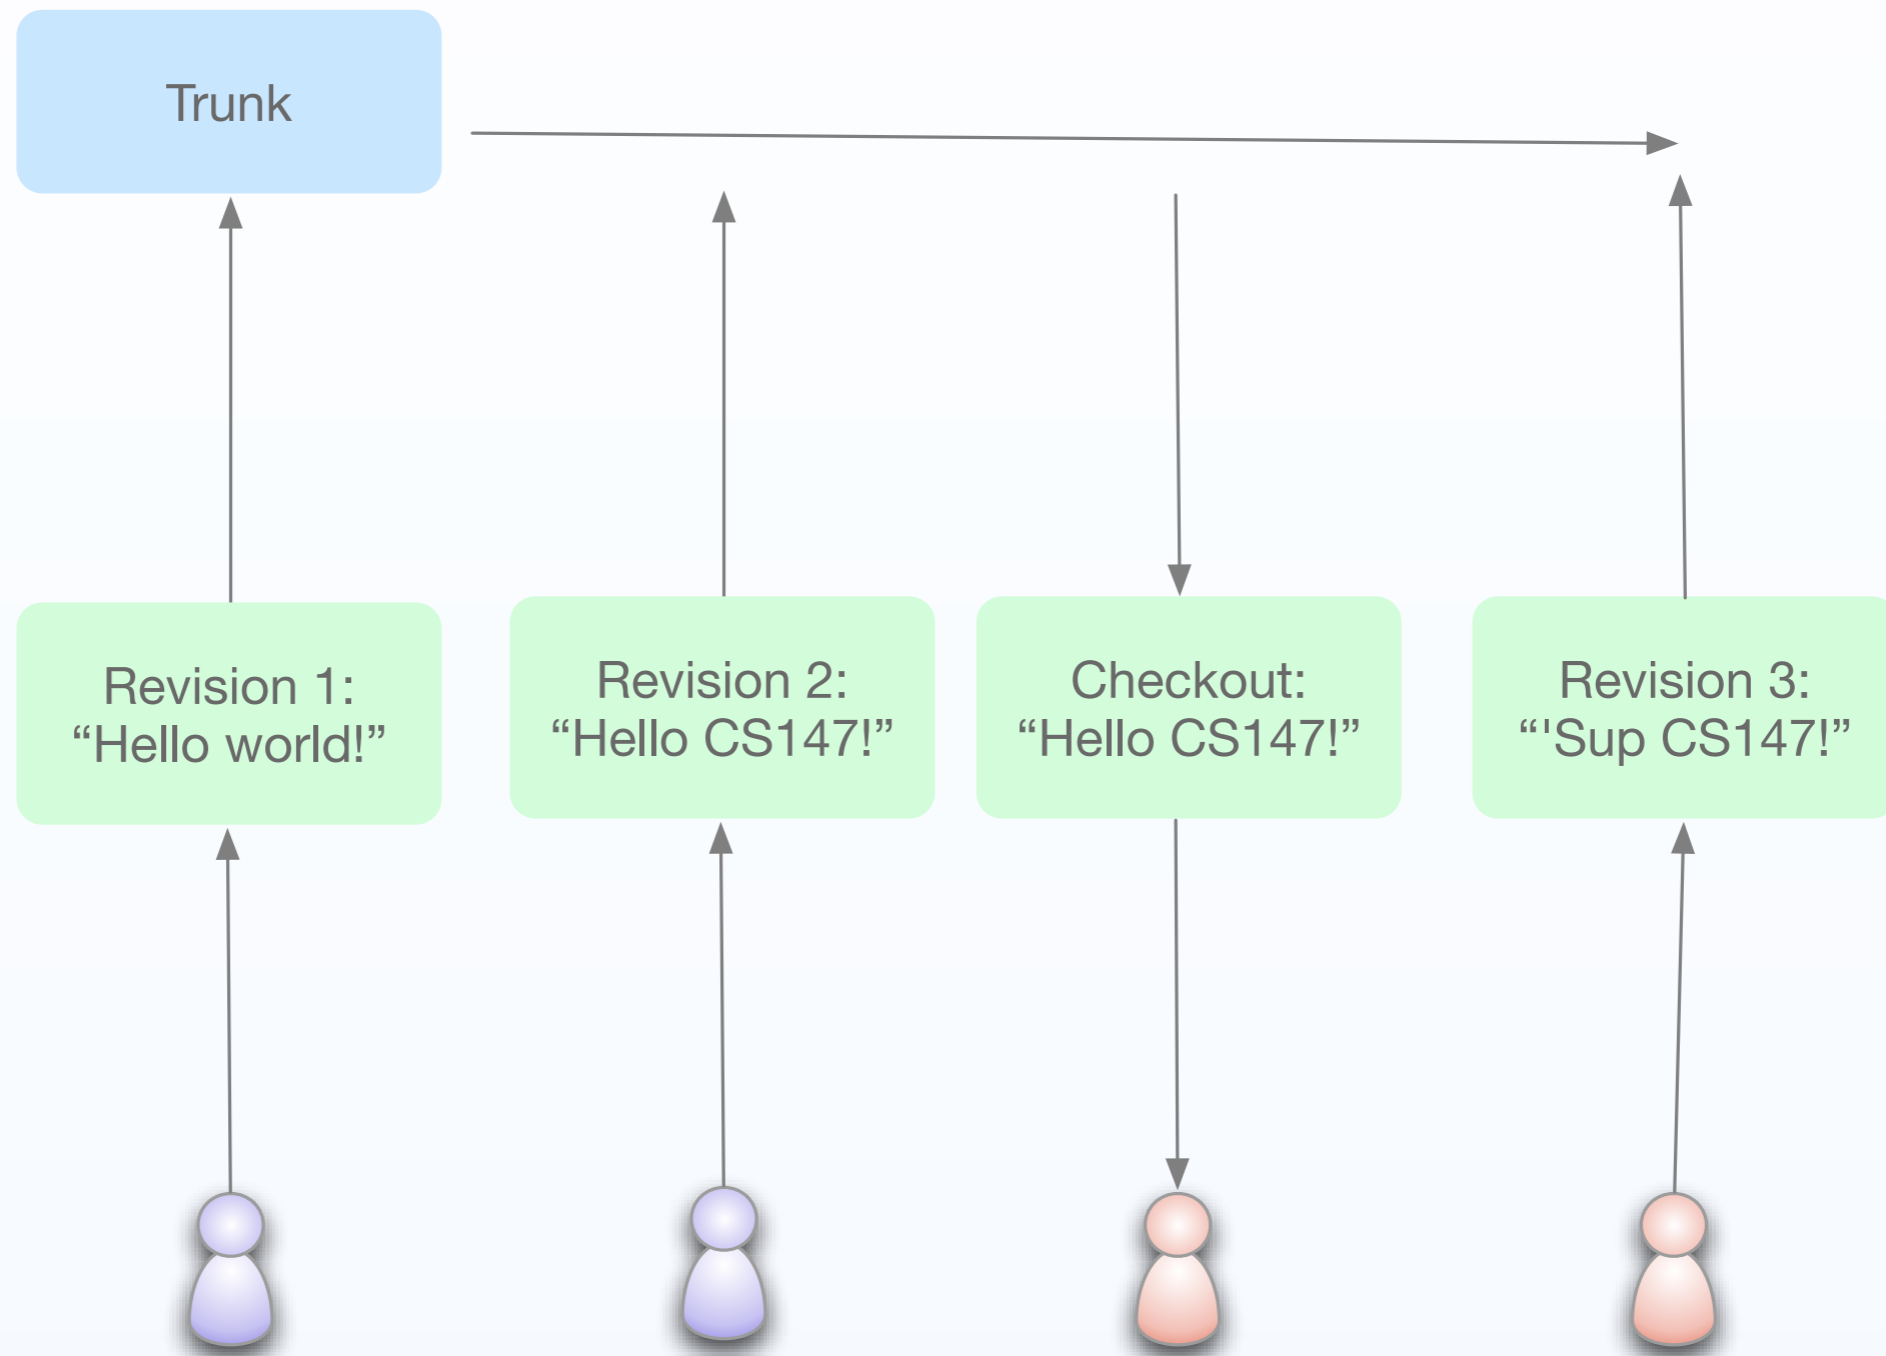 Trunk
Revision 1:
“Hello world!”
Revision 2:
“Hello CS147!”
Checkout:
“Hello CS147!”
Revision 3:
“'Sup CS147!”